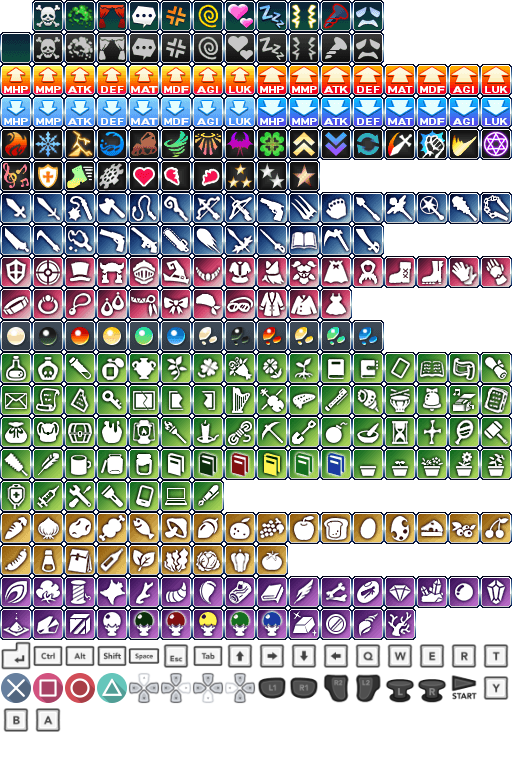 MHP MMP ATK DEF MAT MDF AGI LUK MHP MMP ATK DEF MAT MDF AGI LUK
MHP MMP ATK DEF MAT MDF AGI LUK MHP MMP ATK DEF MAT MDF AGI LUK
Ctrl Alt Shift Space Esc Tab Q W E R T
L1 R1 R2 L2 L R START Y
B A